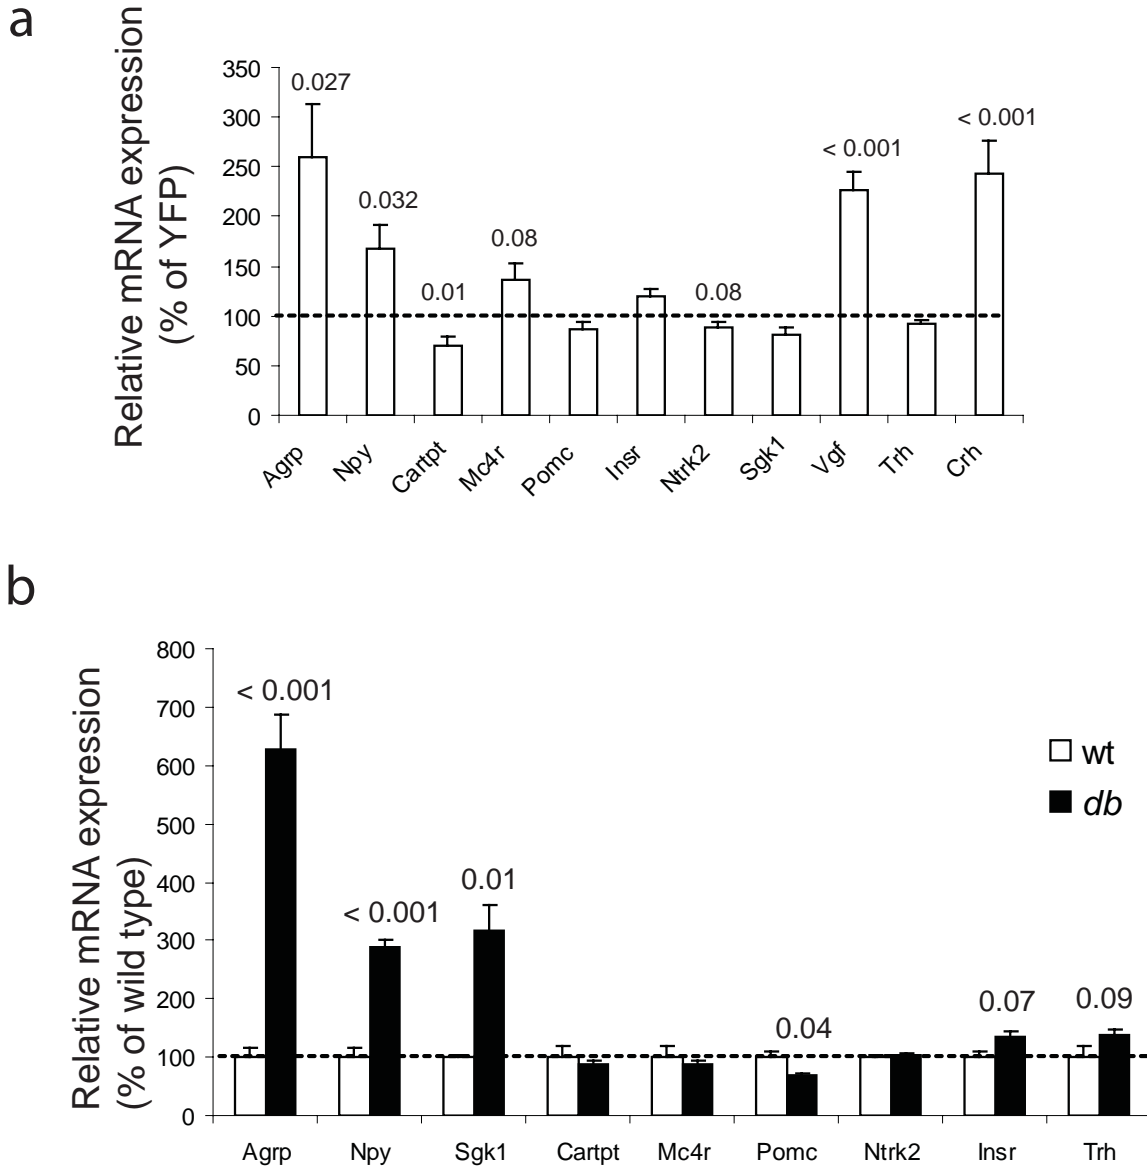 a
Relative mRNA expression
(% of YFP)
350
300
250
200
150
100
50
0
0.027
0.032
0.01
0.08
0.08
< 0.001
< 0.001
Agrp
Npy
Cartpt
Mc4r
Pomc
Insr
Ntrk2
Sgk1
Vgf
Trh
Crh
b
Relative mRNA expression
(% of wild type)
800
700
600
500
400
300
200
100
0
< 0.001
< 0.001
0.01
0.04
0.07
0.09
wt
db
Agrp
Npy
Sgk1
Cartpt
Mc4r
Pomc
Ntrk2
Insr
Trh